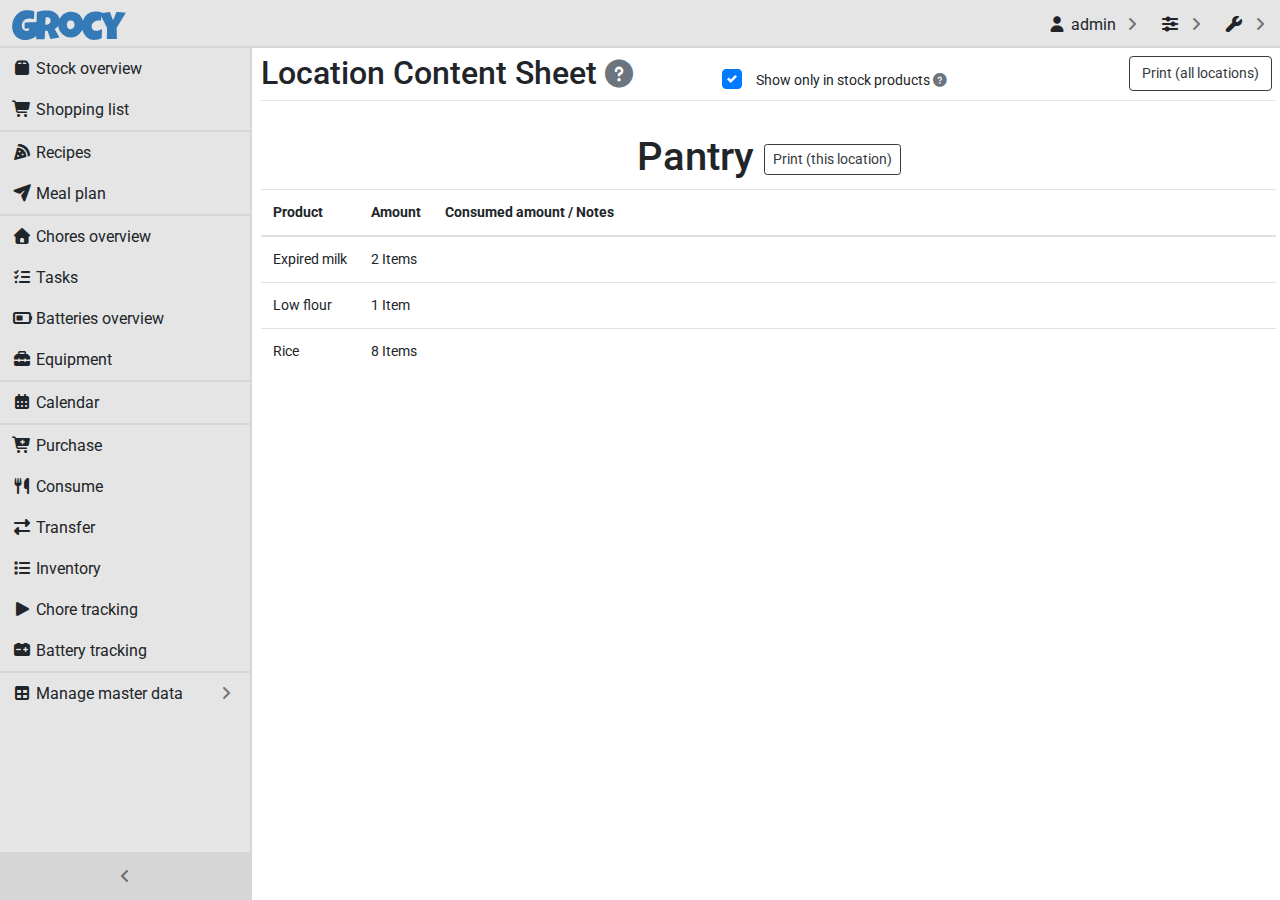 GROCY
admin
Stock overview
Shopping list
Recipes
Meal plan
Chores overview
Tasks
Batteries overview
Equipment
Calendar
Purchase
Consume
Transfer
Inventory
Chore tracking
Battery tracking
Manage master data
Location Content Sheet
Show only in stock products
Print (all locations)
Pantry Print (this location)
Product Amount Consumed amount / Notes
Expired milk 2 Items
Low flour 1 Item
Rice 8 Items